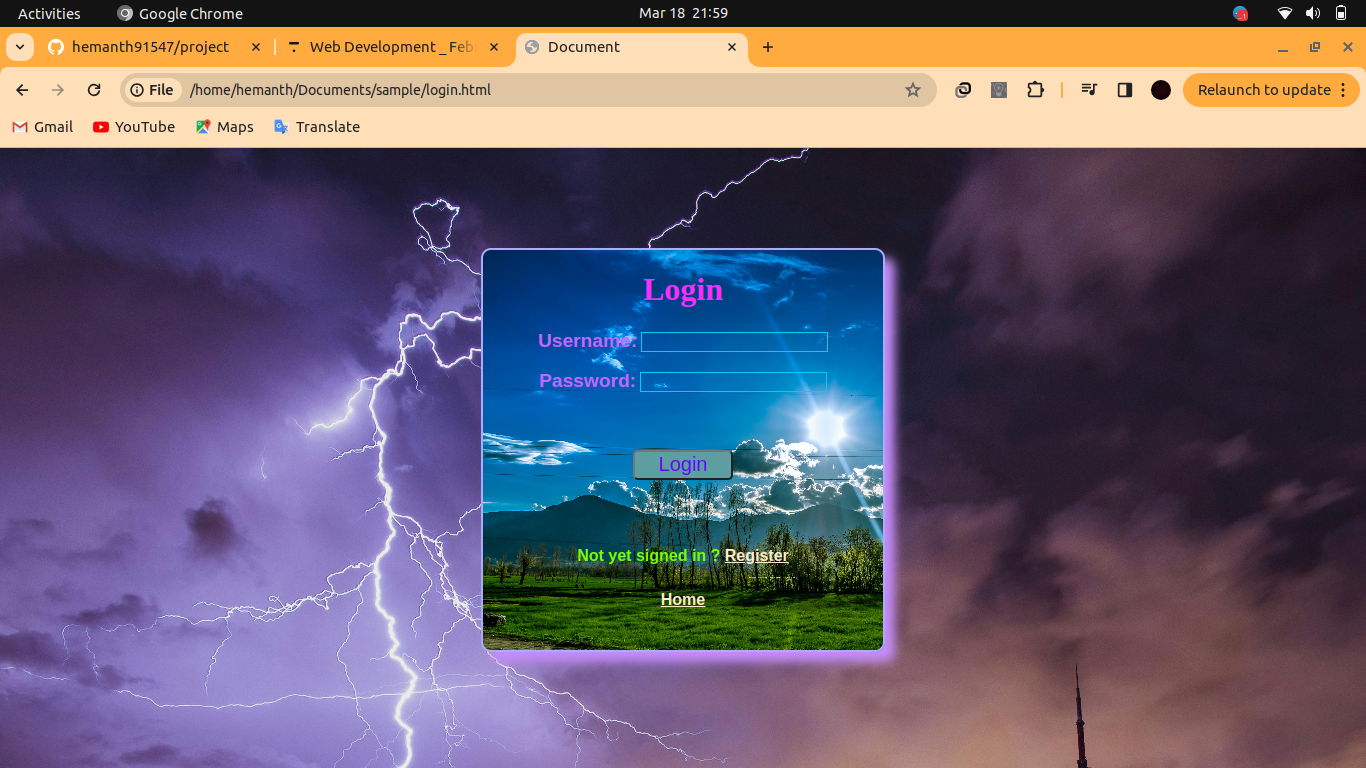 Activities Google Chrome Mar 18 21:59
hemanth91547/project Web Development _ Feb Document
File /home/hemanth/Documents/sample/login.html Relaunch to update
Gmail YouTube Maps Translate
Login
Username:
Password:
Login
Not yet signed in ? Register
Home